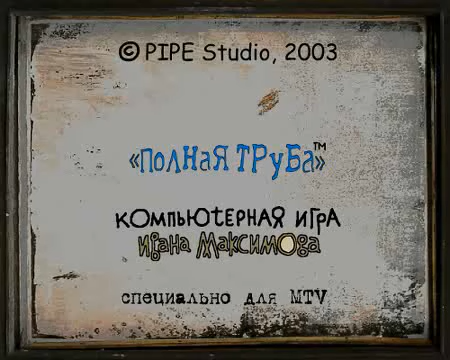 © PIPE Studio, 2003
«ПОЛНАЯ ТРУБА»™
КОМПЬЮТЕРНАЯ ИГРА
ИВАНА МАКСИМОВА
специально для MTV